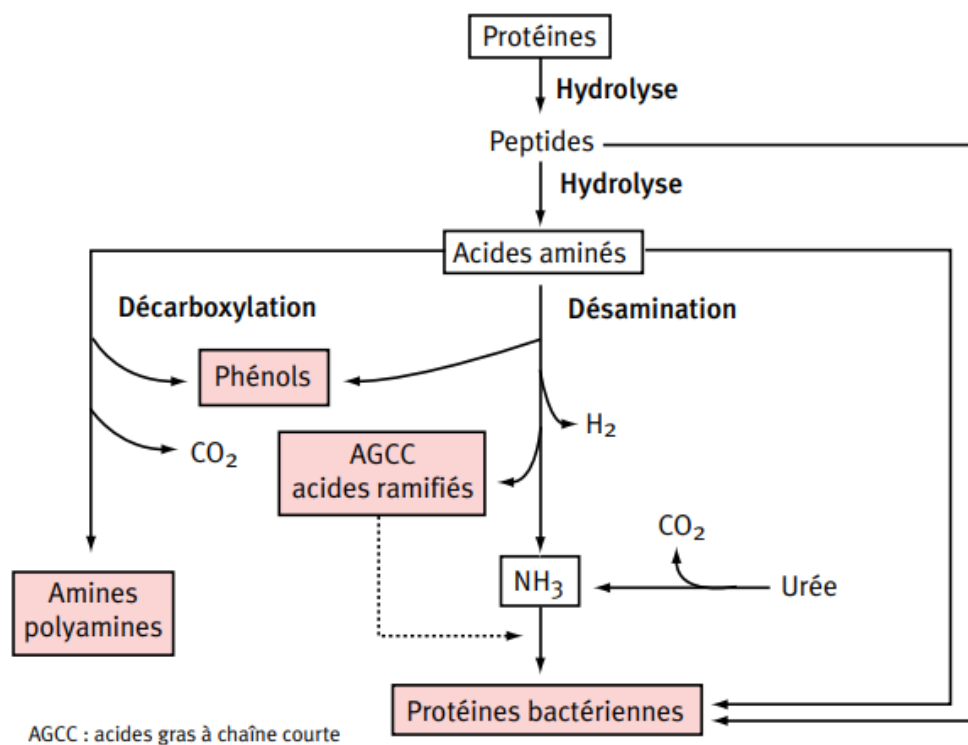 Protéines
Hydrolyse
Peptides
Hydrolyse
Acides aminés
Décarboxylation
Désamination
Phénols
H2
CO2
AGCC
acides ramifiés
CO2
NH3
Urée
Amines
polyamines
Protéines bactériennes
AGCC : acides gras à chaîne courte